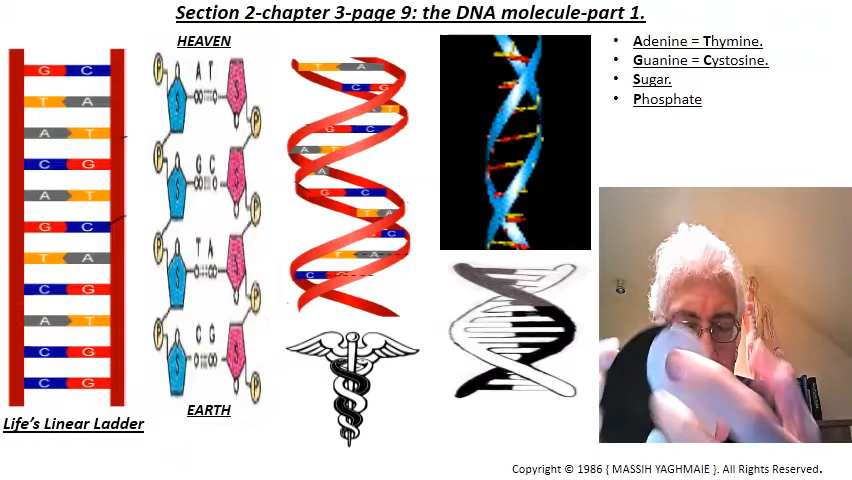 Section 2-chapter 3-page 9: the DNA molecule-part 1.
HEAVEN
• Adenine = Thymine.
• Guanine = Cystosine.
• Sugar.
• Phosphate
G C
T A
A T
C G
A T
G C
T A
C G
A T
C G
C G
P S A T S P
P S G C S P
P S T A S P
P S C G S P
T A
C G
T
G C
A T
A
G C
T A
C
T A
C
EARTH
Life's Linear Ladder
Copyright © 1986 { MASSIH YAGHMAIE }. All Rights Reserved.